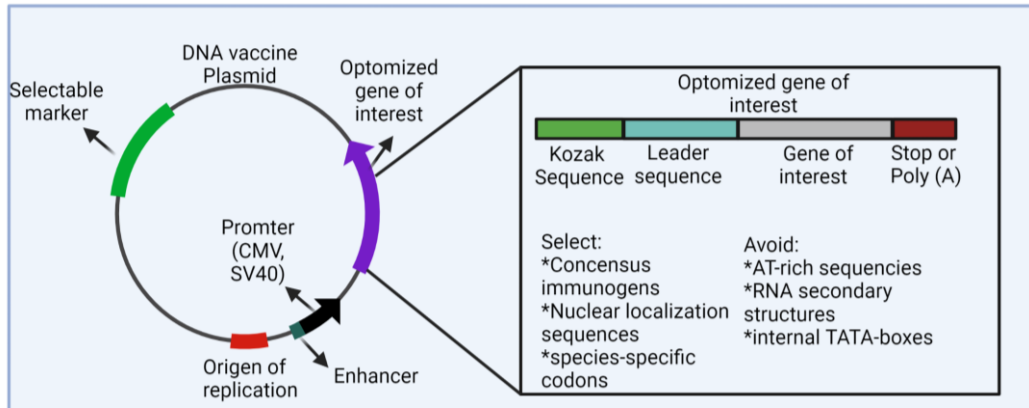 DNA vaccine
Plasmid
Selectable
marker
Optomized
gene of
interest
Promter
(CMV,
SV40)
Origen of
replication
Enhancer
Optomized gene of
interest
Kozak
Sequence
Leader
sequence
Gene of
interest
Stop or
Poly (A)
Select:
*Concensus
immunogens
*Nuclear localization
sequences
*species-specific
codons
Avoid:
*AT-rich sequencies
*RNA secondary
structures
*internal TATA-boxes